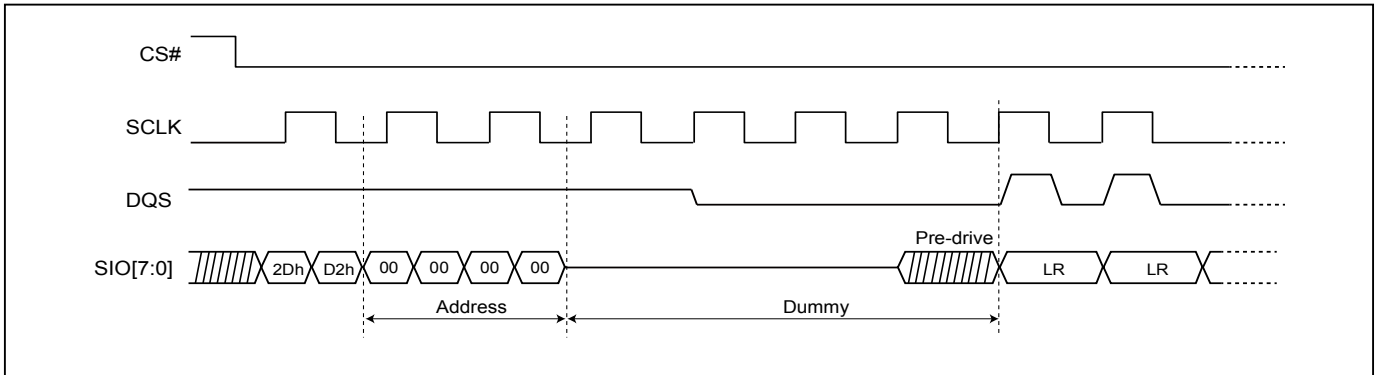 CS#
SCLK
DQS
Pre-drive
SIO[7:0] 2Dh D2h 00 00 00 00 LR LR
Address Dummy